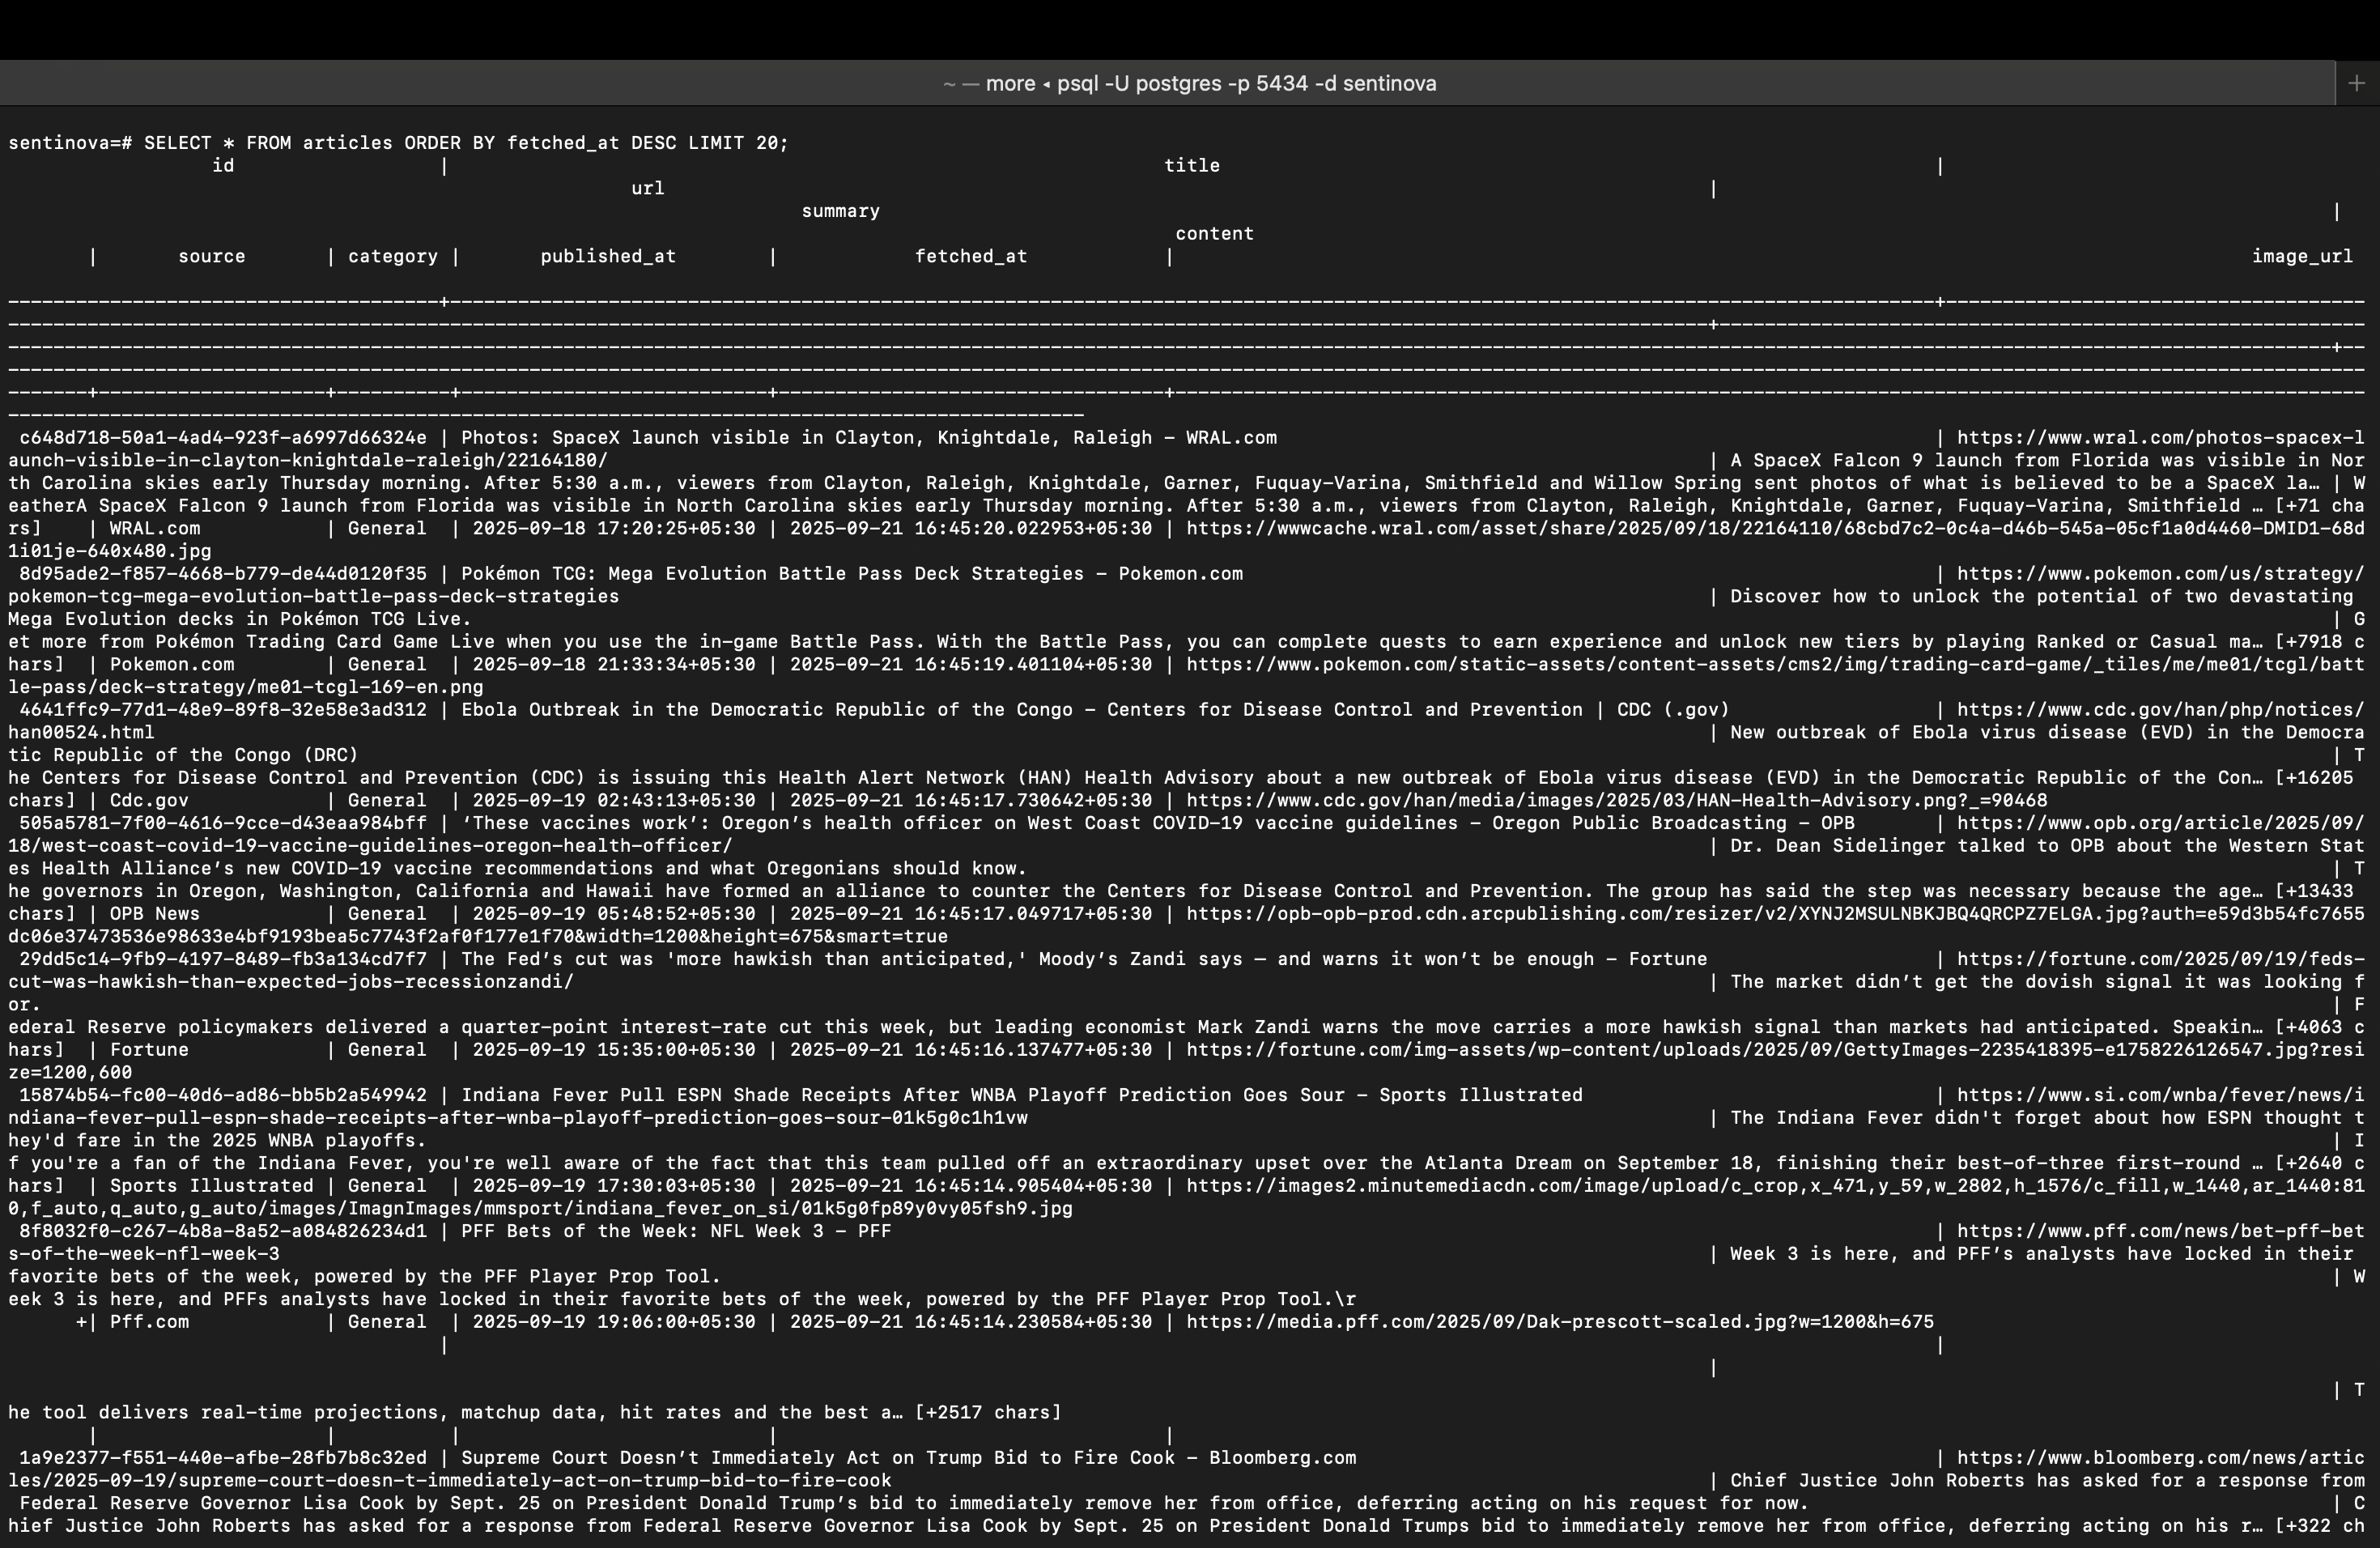 ~ — more ◂ psql -U postgres -p 5434 -d sentinova
+
sentinova=# SELECT * FROM articles ORDER BY fetched_at DESC LIMIT 20;
id | title |
url |
summary |
content
| source | category | published_at | fetched_at | image_url
c648d718-50a1-4ad4-923f-a6997d66324e | Photos: SpaceX launch visible in Clayton, Knightdale, Raleigh - WRAL.com | https://www.wral.com/photos-spacex-l
aunch-visible-in-clayton-knightdale-raleigh/22164180/ | A SpaceX Falcon 9 launch from Florida was visible in Nor
th Carolina skies early Thursday morning. After 5:30 a.m., viewers from Clayton, Raleigh, Knightdale, Garner, Fuquay-Varina, Smithfield and Willow Spring sent photos of what is believed to be a SpaceX la… | W
eatherA SpaceX Falcon 9 launch from Florida was visible in North Carolina skies early Thursday morning. After 5:30 a.m., viewers from Clayton, Raleigh, Knightdale, Garner, Fuquay-Varina, Smithfield … [+71 cha
rs] | WRAL.com | General | 2025-09-18 17:20:25+05:30 | 2025-09-21 16:45:20.022953+05:30 | https://wwwcache.wral.com/asset/share/2025/09/18/22164110/68cbd7c2-0c4a-d46b-545a-05cf1a0d4460-DMID1-68d
1i01je-640x480.jpg
8d95ade2-f857-4668-b779-de44d0120f35 | Pokémon TCG: Mega Evolution Battle Pass Deck Strategies - Pokemon.com | https://www.pokemon.com/us/strategy/
pokemon-tcg-mega-evolution-battle-pass-deck-strategies | Discover how to unlock the potential of two devastating
Mega Evolution decks in Pokémon TCG Live. | G
et more from Pokémon Trading Card Game Live when you use the in-game Battle Pass. With the Battle Pass, you can complete quests to earn experience and unlock new tiers by playing Ranked or Casual ma… [+7918 c
hars] | Pokemon.com | General | 2025-09-18 21:33:34+05:30 | 2025-09-21 16:45:19.401104+05:30 | https://www.pokemon.com/static-assets/content-assets/cms2/img/trading-card-game/_tiles/me/me01/tcgl/batt
le-pass/deck-strategy/me01-tcgl-169-en.png
4641ffc9-77d1-48e9-89f8-32e58e3ad312 | Ebola Outbreak in the Democratic Republic of the Congo - Centers for Disease Control and Prevention | CDC (.gov) | https://www.cdc.gov/han/php/notices/
han00524.html | New outbreak of Ebola virus disease (EVD) in the Democra
tic Republic of the Congo (DRC) | T
he Centers for Disease Control and Prevention (CDC) is issuing this Health Alert Network (HAN) Health Advisory about a new outbreak of Ebola virus disease (EVD) in the Democratic Republic of the Con… [+16205
chars] | Cdc.gov | General | 2025-09-19 02:43:13+05:30 | 2025-09-21 16:45:17.730642+05:30 | https://www.cdc.gov/han/media/images/2025/03/HAN-Health-Advisory.png?_=90468
505a5781-7f00-4616-9cce-d43eaa984bff | ‘These vaccines work’: Oregon’s health officer on West Coast COVID-19 vaccine guidelines - Oregon Public Broadcasting - OPB | https://www.opb.org/article/2025/09/
18/west-coast-covid-19-vaccine-guidelines-oregon-health-officer/ | Dr. Dean Sidelinger talked to OPB about the Western Stat
es Health Alliance’s new COVID-19 vaccine recommendations and what Oregonians should know. | T
he governors in Oregon, Washington, California and Hawaii have formed an alliance to counter the Centers for Disease Control and Prevention. The group has said the step was necessary because the age… [+13433
chars] | OPB News | General | 2025-09-19 05:48:52+05:30 | 2025-09-21 16:45:17.049717+05:30 | https://opb-opb-prod.cdn.arcpublishing.com/resizer/v2/XYNJ2MSULNBKJBQ4QRCPZ7ELGA.jpg?auth=e59d3b54fc7655
dc06e37473536e98633e4bf9193bea5c7743f2af0f177e1f70&width=1200&height=675&smart=true
29dd5c14-9fb9-4197-8489-fb3a134cd7f7 | The Fed’s cut was 'more hawkish than anticipated,' Moody’s Zandi says — and warns it won’t be enough - Fortune | https://fortune.com/2025/09/19/feds-
cut-was-hawkish-than-expected-jobs-recessionzandi/ | The market didn’t get the dovish signal it was looking f
or. | F
ederal Reserve policymakers delivered a quarter-point interest-rate cut this week, but leading economist Mark Zandi warns the move carries a more hawkish signal than markets had anticipated. Speakin… [+4063 c
hars] | Fortune | General | 2025-09-19 15:35:00+05:30 | 2025-09-21 16:45:16.137477+05:30 | https://fortune.com/img-assets/wp-content/uploads/2025/09/GettyImages-2235418395-e1758226126547.jpg?resi
ze=1200,600
15874b54-fc00-40d6-ad86-bb5b2a549942 | Indiana Fever Pull ESPN Shade Receipts After WNBA Playoff Prediction Goes Sour - Sports Illustrated | https://www.si.com/wnba/fever/news/i
ndiana-fever-pull-espn-shade-receipts-after-wnba-playoff-prediction-goes-sour-01k5g0c1h1vw | The Indiana Fever didn't forget about how ESPN thought t
hey'd fare in the 2025 WNBA playoffs. | I
f you're a fan of the Indiana Fever, you're well aware of the fact that this team pulled off an extraordinary upset over the Atlanta Dream on September 18, finishing their best-of-three first-round … [+2640 c
hars] | Sports Illustrated | General | 2025-09-19 17:30:03+05:30 | 2025-09-21 16:45:14.905404+05:30 | https://images2.minutemediacdn.com/image/upload/c_crop,x_471,y_59,w_2802,h_1576/c_fill,w_1440,ar_1440:81
0,f_auto,q_auto,g_auto/images/ImagnImages/mmsport/indiana_fever_on_si/01k5g0fp89y0vy05fsh9.jpg
8f8032f0-c267-4b8a-8a52-a084826234d1 | PFF Bets of the Week: NFL Week 3 - PFF | https://www.pff.com/news/bet-pff-bet
s-of-the-week-nfl-week-3 | Week 3 is here, and PFF’s analysts have locked in their
favorite bets of the week, powered by the PFF Player Prop Tool. | W
eek 3 is here, and PFFs analysts have locked in their favorite bets of the week, powered by the PFF Player Prop Tool.\r
+| Pff.com | General | 2025-09-19 19:06:00+05:30 | 2025-09-21 16:45:14.230584+05:30 | https://media.pff.com/2025/09/Dak-prescott-scaled.jpg?w=1200&h=675
| |
|
| T
he tool delivers real-time projections, matchup data, hit rates and the best a… [+2517 chars]
| | | | |
1a9e2377-f551-440e-afbe-28fb7b8c32ed | Supreme Court Doesn’t Immediately Act on Trump Bid to Fire Cook - Bloomberg.com | https://www.bloomberg.com/news/artic
les/2025-09-19/supreme-court-doesn-t-immediately-act-on-trump-bid-to-fire-cook | Chief Justice John Roberts has asked for a response from
Federal Reserve Governor Lisa Cook by Sept. 25 on President Donald Trump’s bid to immediately remove her from office, deferring acting on his request for now. | C
hief Justice John Roberts has asked for a response from Federal Reserve Governor Lisa Cook by Sept. 25 on President Donald Trumps bid to immediately remove her from office, deferring acting on his r… [+322 ch